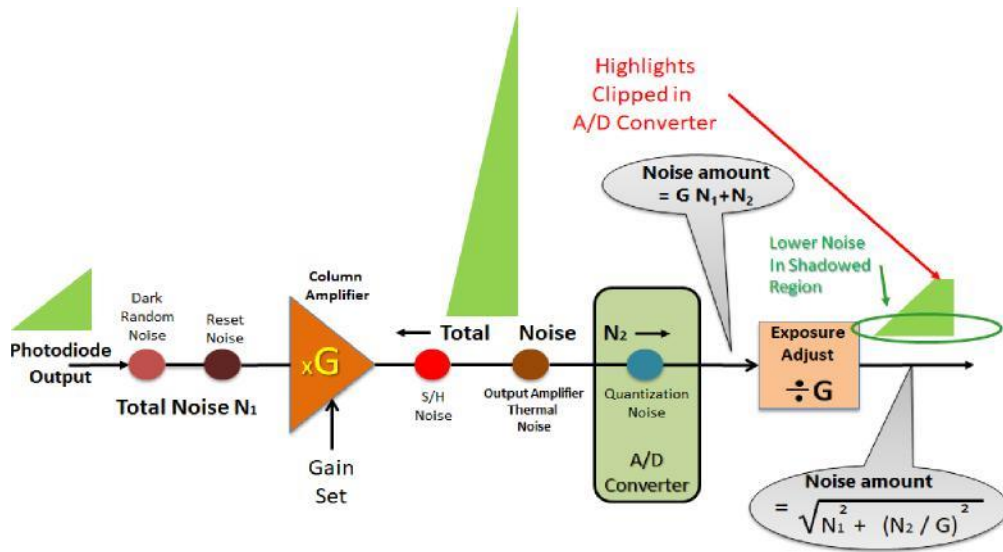 Highlights
Clipped in
A/D Converter
Noise amount
= G N₁+N₂
Lower Noise
In Shadowed
Region
Column
Amplifier
Dark
Random
Noise
Reset
Noise
Total Noise N₂
Photodiode
Output
xG
S/H
Noise
Output Amplifier
Thermal
Noise
Quantization
Noise
Exposure
Adjust
÷G
Total Noise N₁
Gain
Set
A/D
Converter
Noise amount
= √N₁² + (N₂ / G)²